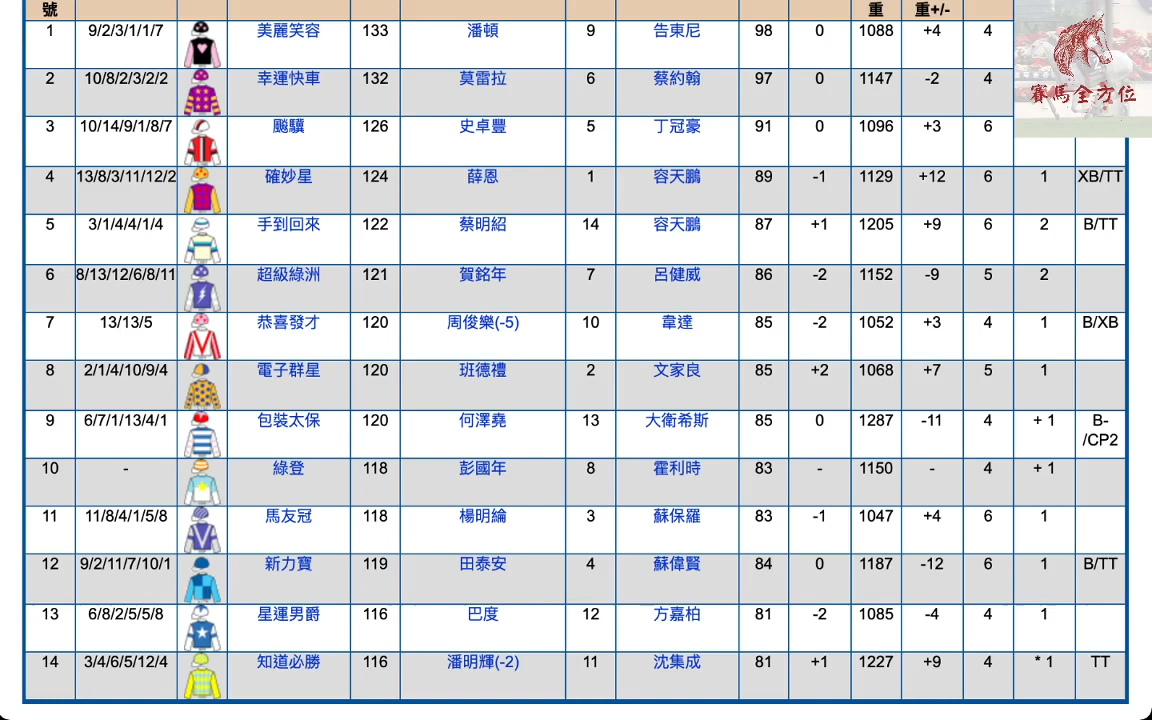 號 重 重+/-
1 9/2/3/1/1/7 美麗笑容 133 潘頓 9 告東尼 98 0 1088 +4 4
2 10/8/2/3/2/2 幸運快車 132 莫雷拉 6 蔡約翰 97 0 1147 -2 4
賽馬全方位
3 10/14/9/1/8/7 颷驥 126 史卓豐 5 丁冠豪 91 0 1096 +3 6
4 13/8/3/11/12/2 確妙星 124 薛恩 1 容天鵬 89 -1 1129 +12 6 1 XB/TT
5 3/1/4/4/1/4 手到回來 122 蔡明紹 14 容天鵬 87 +1 1205 +9 6 2 B/TT
6 8/13/12/6/8/11 超級綠洲 121 賀銘年 7 呂健威 86 -2 1152 -9 5 2
7 13/13/5 恭喜發才 120 周俊樂(-5) 10 韋達 85 -2 1052 +3 4 1 B/XB
8 2/1/4/10/9/4 電子群星 120 班德禮 2 文家良 85 +2 1068 +7 5 1
9 6/7/1/13/4/1 包裝太保 120 何澤堯 13 大衛希斯 85 0 1287 -11 4 + 1 B-
/CP2
10 - 綠登 118 彭國年 8 霍利時 83 - 1150 - 4 + 1
11 11/8/4/1/5/8 馬友冠 118 楊明綸 3 蘇保羅 83 -1 1047 +4 6 1
12 9/2/11/7/10/1 新力寶 119 田泰安 4 蘇偉賢 84 0 1187 -12 6 1 B/TT
13 6/8/2/5/5/8 星運男爵 116 巴度 12 方嘉柏 81 -2 1085 -4 4 1
14 3/4/6/5/12/4 知道必勝 116 潘明輝(-2) 11 沈集成 81 +1 1227 +9 4 * 1 TT